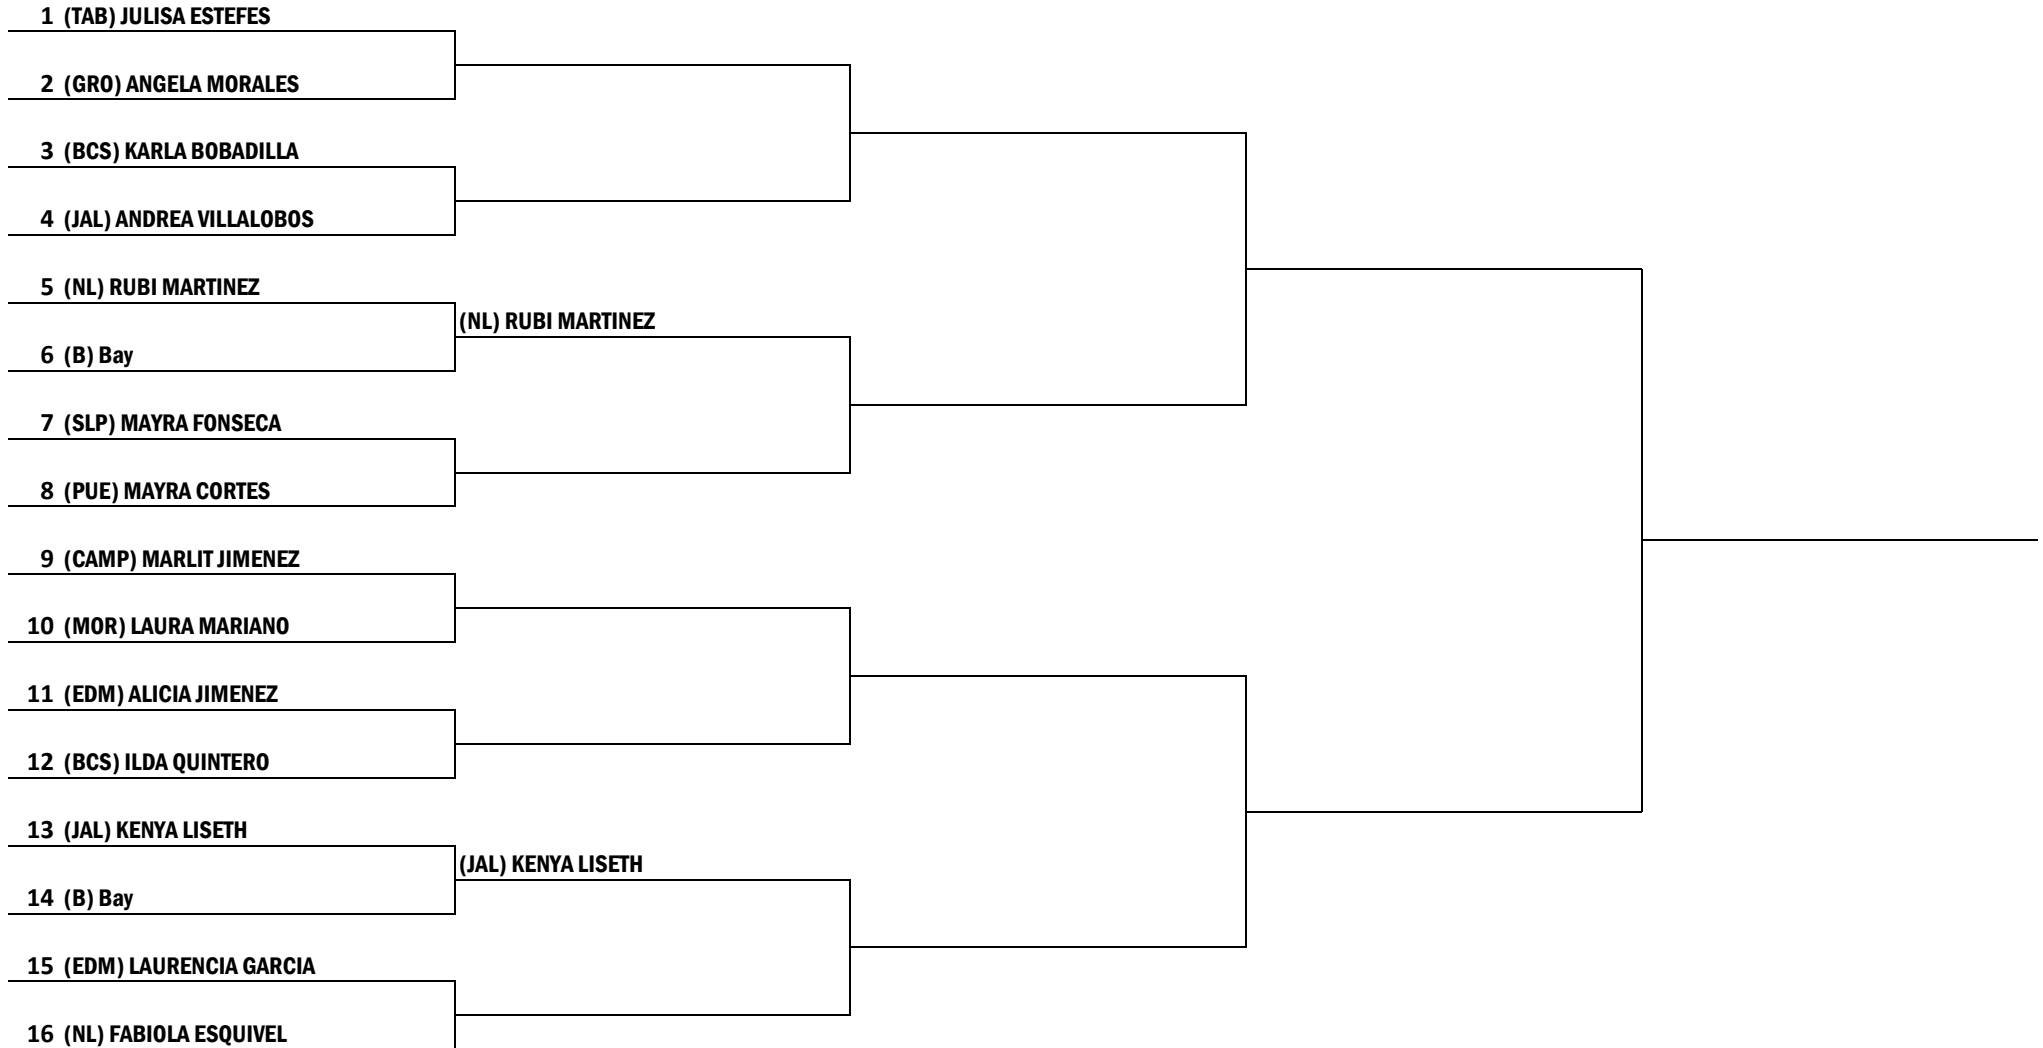 1 (TAB) JULISA ESTEFES
2 (GRO) ANGELA MORALES
3 (BCS) KARLA BOBADILLA
4 (JAL) ANDREA VILLALOBOS
5 (NL) RUBI MARTINEZ
(NL) RUBI MARTINEZ
6 (B) Bay
7 (SLP) MAYRA FONSECA
8 (PUE) MAYRA CORTES
9 (CAMP) MARLIT JIMENEZ
10 (MOR) LAURA MARIANO
11 (EDM) ALICIA JIMENEZ
12 (BCS) ILDA QUINTERO
13 (JAL) KENYA LISETH
(JAL) KENYA LISETH
14 (B) Bay
15 (EDM) LAURENCIA GARCIA
16 (NL) FABIOLA ESQUIVEL